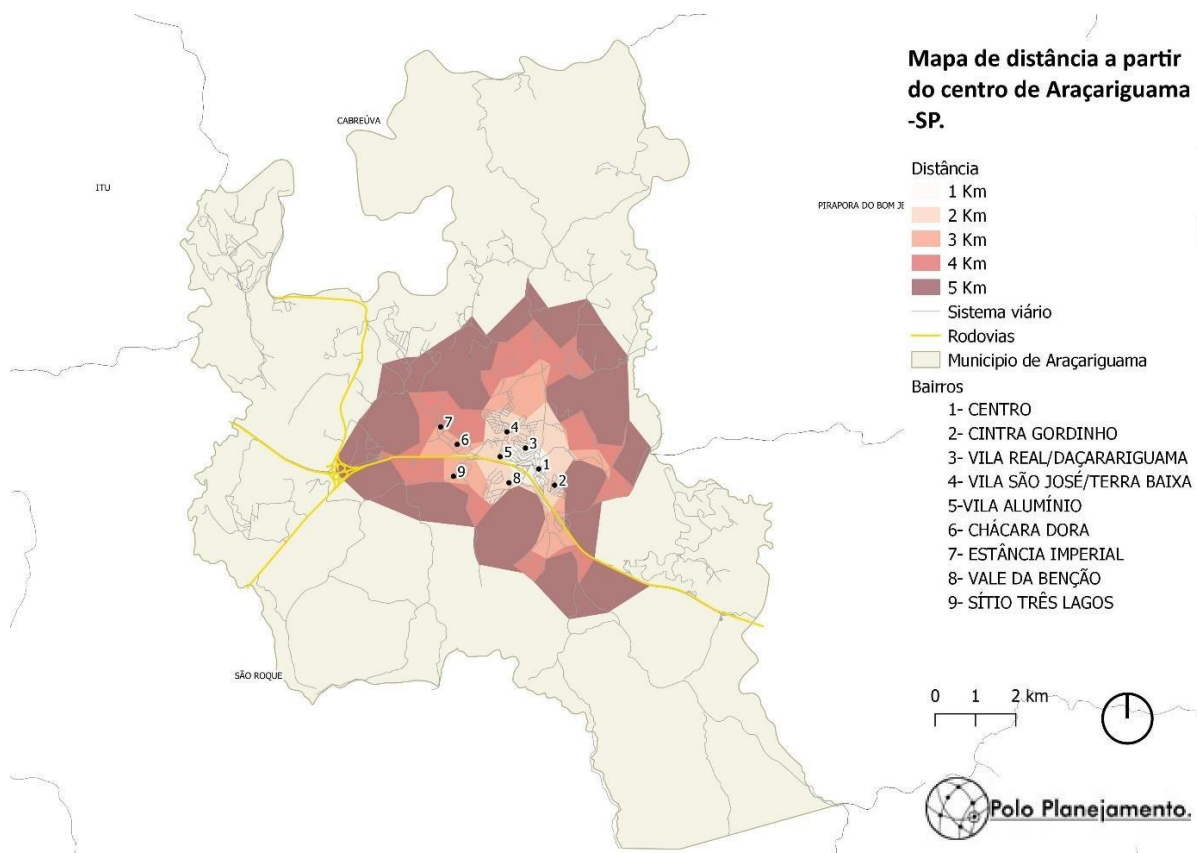 Mapa de distância a partir
do centro de Araçariguama
-SP.
CABREÚVA
ITU
PIRAPORA DO BOM JE
SÃO ROQUE
Distância
1 Km
2 Km
3 Km
4 Km
5 Km
Sistema viário
Rodovias
Municipio de Araçariguama
Bairros
1- CENTRO
2- CINTRA GORDINHO
3- VILA REAL/DAÇARARIGUAMA
4- VILA SÃO JOSÉ/TERRA BAIXA
5-VILA ALUMÍNIO
6- CHÁCARA DORA
7- ESTÂNCIA IMPERIAL
8- VALE DA BENÇÃO
9- SÍTIO TRÊS LAGOS
7
4
6
3
5
1
9
8
2
0 1 2 km
Polo Planejamento.